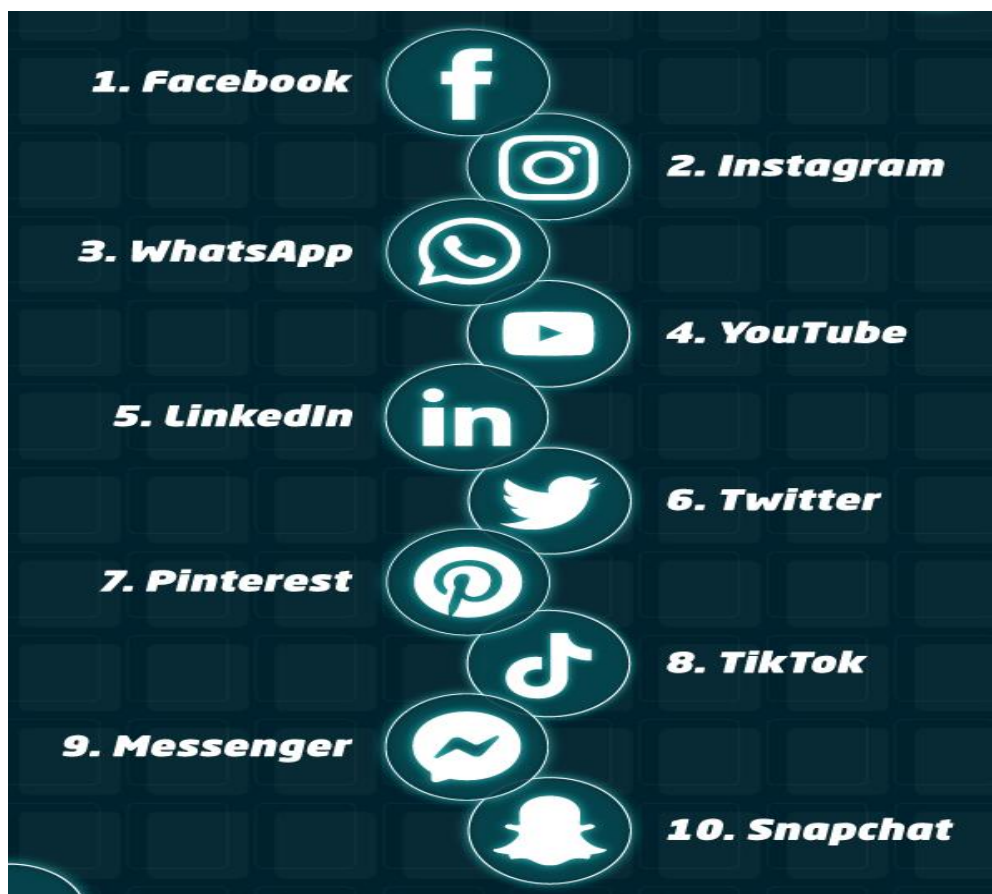 1. Facebook
2. Instagram
3. WhatsApp
4. YouTube
5. LinkedIn
in
6. Twitter
7. Pinterest
8. TikTok
9. Messenger
10. Snapchat